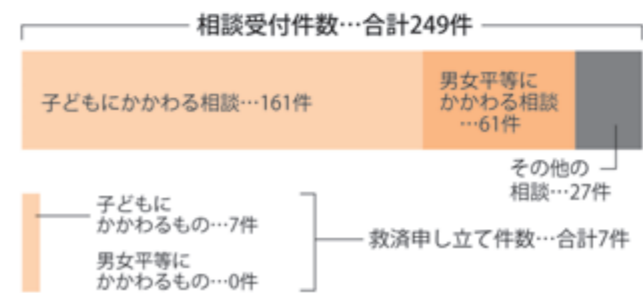 相談受付件数…合計249件
子どもにかかわる相談…161件
男女平等に
かかわる相談
…61件
その他の
相談…27件
子どもに
かかわるもの…7件
男女平等に
かかわるもの…0件
救済申し立て件数…合計7件